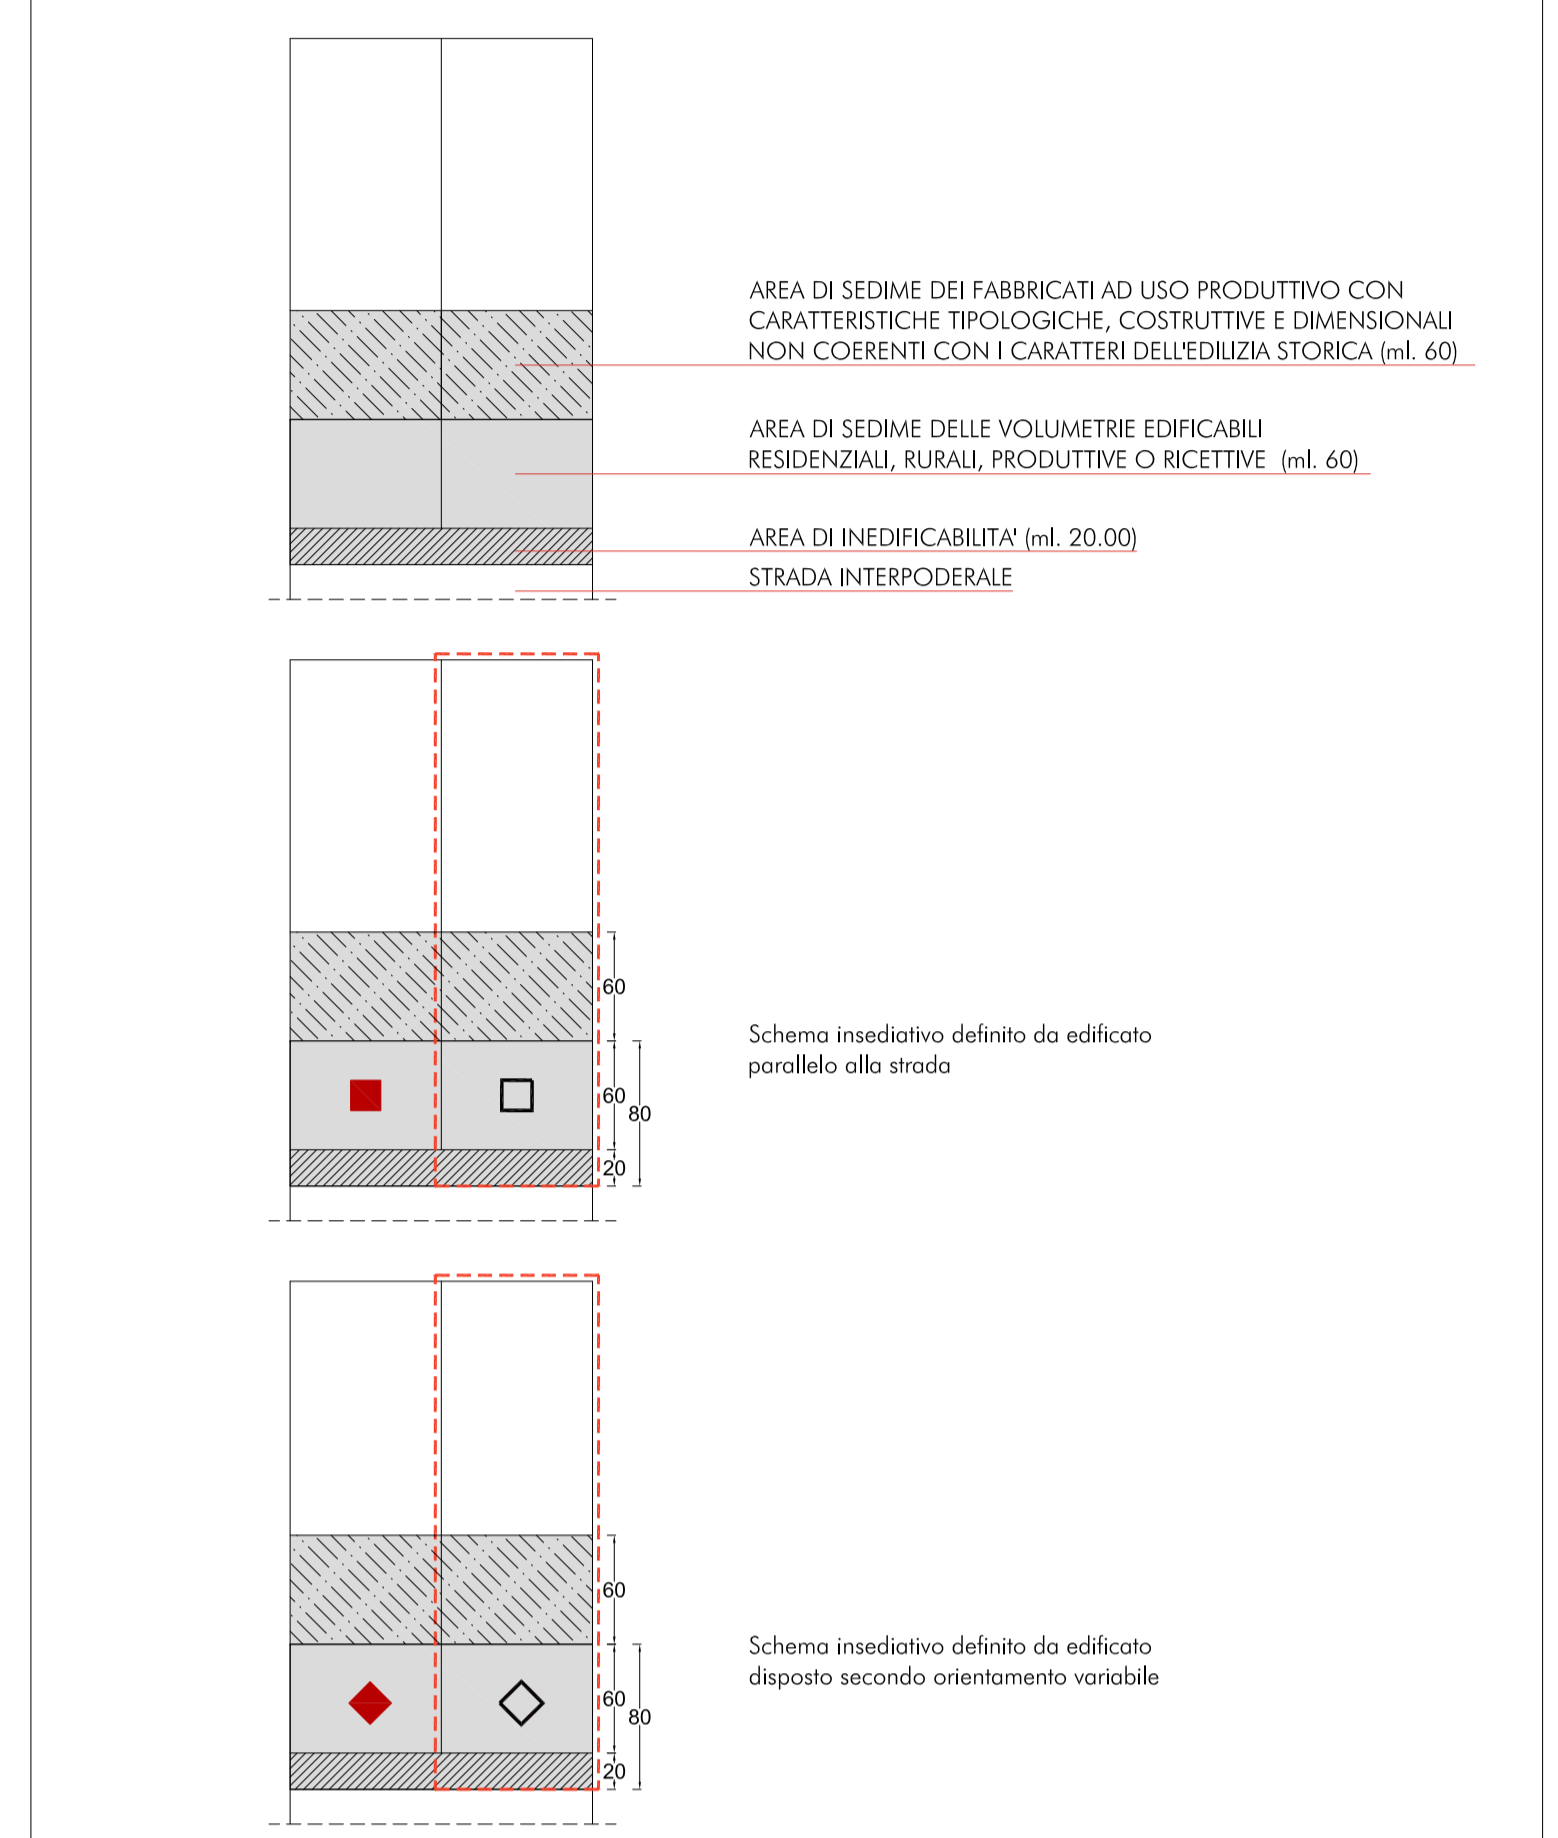 AREA DI SEDIME DEI FABBRICATI AD USO PRODUTTIVO CON
CARATTERISTICHE TIPOLOGICHE, COSTRUTTIVE E DIMENSIONALI
NON COERENTI CON I CARATTERI DELL'EDILIZIA STORICA (ml. 60)
AREA DI SEDIME DELLE VOLUMETRIE EDIFICABILI
RESIDENZIALI, RURALI, PRODUTTIVE O RICETTIVE (ml. 60)
AREA DI INEDIFICABILITA' (ml. 20.00)
STRADA INTERPODERALE
60
60
80
20
Schema insediativo definito da edificato
parallelo alla strada
60
60
80
20
Schema insediativo definito da edificato
disposto secondo orientamento variabile